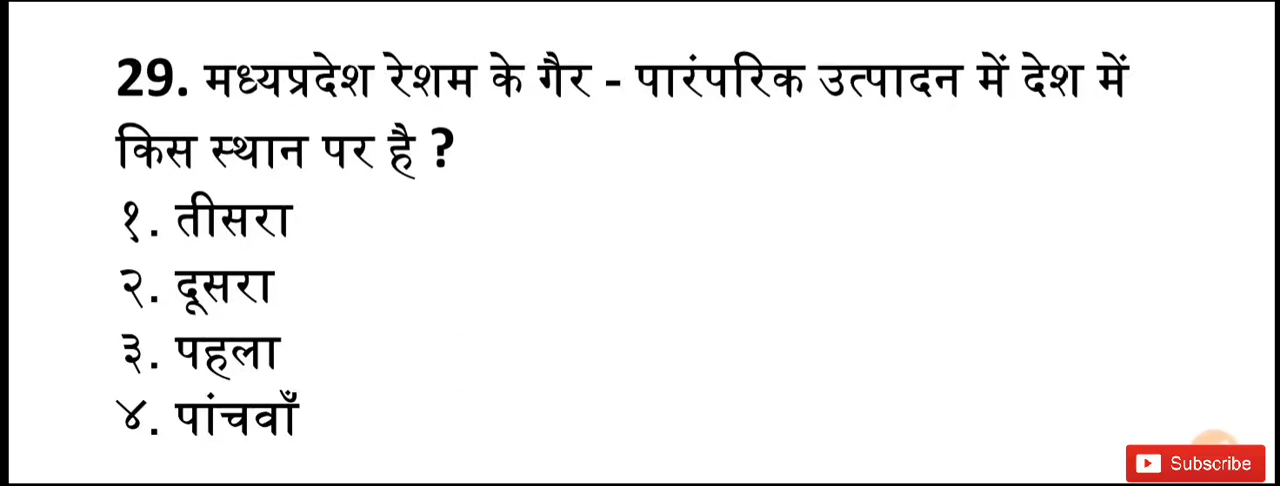 29. मध्यप्रदेश रेशम के गैर - पारंपरिक उत्पादन में देश में
किस स्थान पर है ?
१. तीसरा
२. दूसरा
३. पहला
४. पांचवाँ
Subscribe